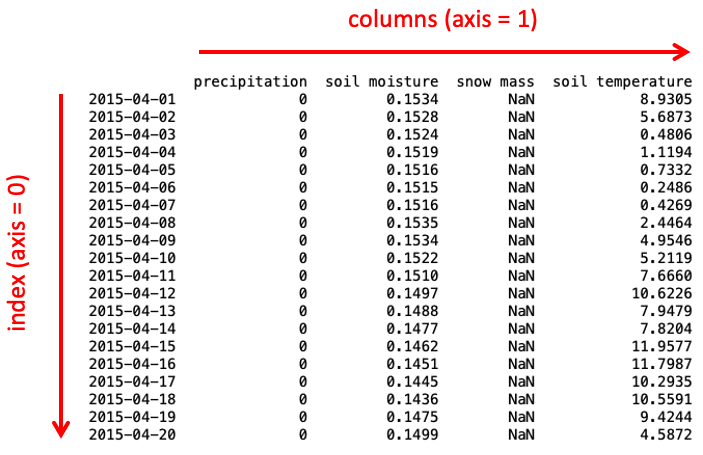 columns (axis = 1)
precipitation soil moisture snow mass soil temperature
2015-04-01 0 0.1534 NaN 8.9305
2015-04-02 0 0.1528 NaN 5.6873
2015-04-03 0 0.1524 NaN 0.4806
2015-04-04 0 0.1519 NaN 1.1194
2015-04-05 0 0.1516 NaN 0.7332
2015-04-06 0 0.1515 NaN 0.2486
2015-04-07 0 0.1516 NaN 0.4269
2015-04-08 0 0.1535 NaN 2.4464
2015-04-09 0 0.1534 NaN 4.9546
2015-04-10 0 0.1522 NaN 5.2119
2015-04-11 0 0.1510 NaN 7.6660
2015-04-12 0 0.1497 NaN 10.6226
2015-04-13 0 0.1488 NaN 7.9479
2015-04-14 0 0.1477 NaN 7.8204
2015-04-15 0 0.1462 NaN 11.9577
2015-04-16 0 0.1451 NaN 11.7987
2015-04-17 0 0.1445 NaN 10.2935
2015-04-18 0 0.1436 NaN 10.5591
2015-04-19 0 0.1475 NaN 9.4244
2015-04-20 0 0.1499 NaN 4.5872
index (axis = 0)